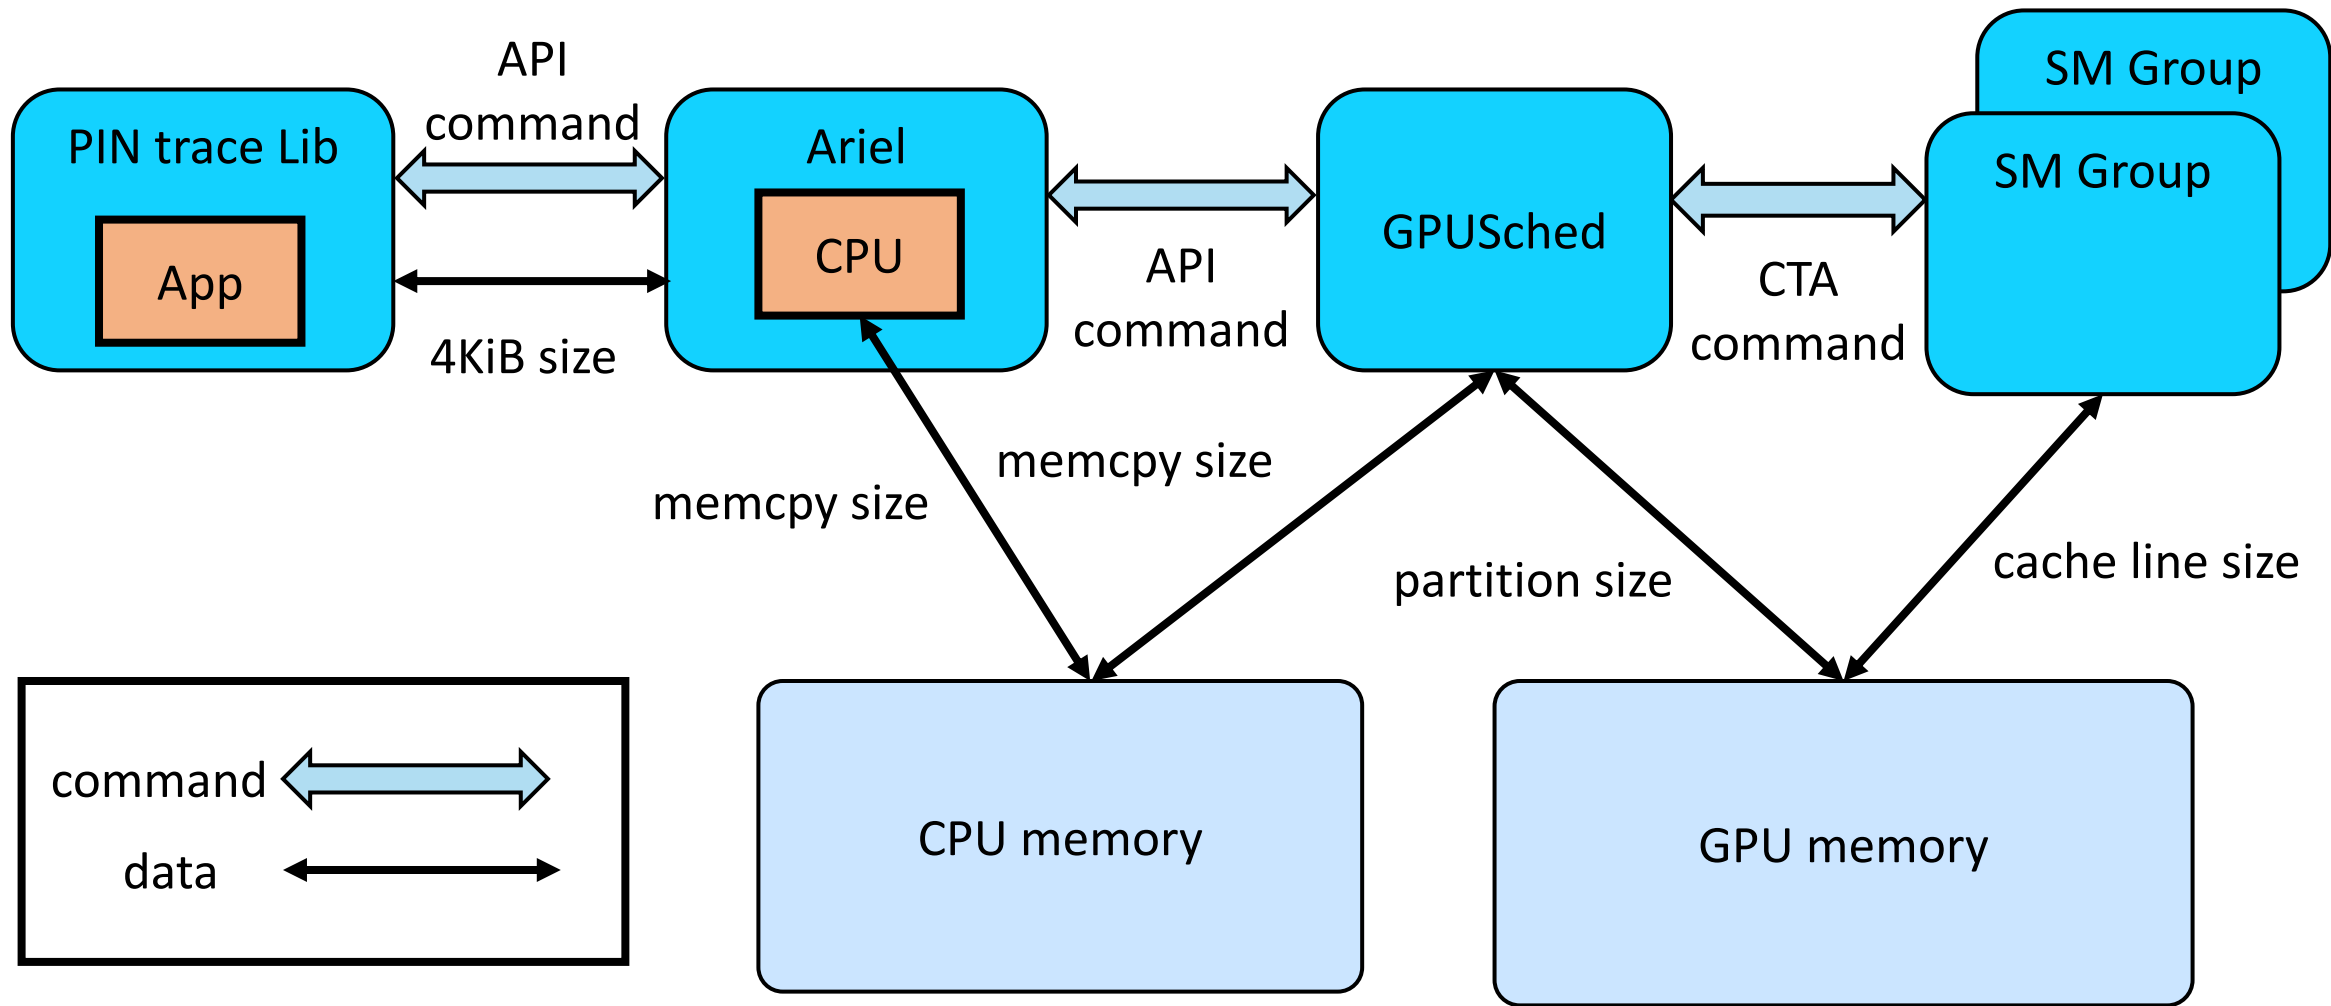 API
command
PIN trace Lib
App
4KiB size
Ariel
CPU
API
command
GPUSched
CTA
command
SM Group
SM Group
memcpy size
memcpy size
partition size
cache line size
command
data
CPU memory
GPU memory